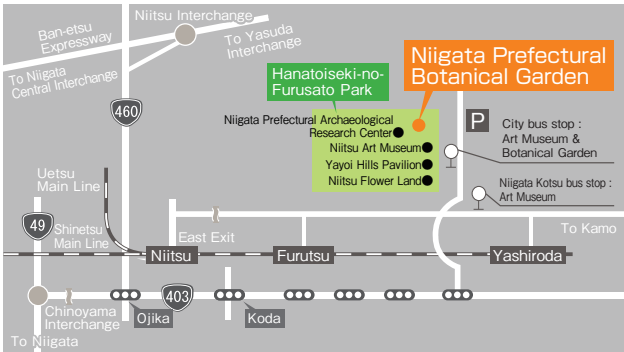 Niitsu Interchange
Ban-etsu
Expressway
To Yasuda
Interchange
To Niigata
Central Interchange
460
Niigata Prefectural
Botanical Garden
Hanatoiseki-no-
Furusato Park
Niigata Prefectural Archaeological
Research Center
Niitsu Art Museum
Yayoi Hills Pavilion
Niitsu Flower Land
P
City bus stop :
Art Museum &
Botanical Garden
Niigata Kotsu bus stop :
Art Museum
Uetsu
Main Line
49
Shinetsu
Main Line
East Exit
To Kamo
Niitsu
Furutsu
Yashiroda
403
Chinoyama
Interchange
Ojika
Koda
To Niigata